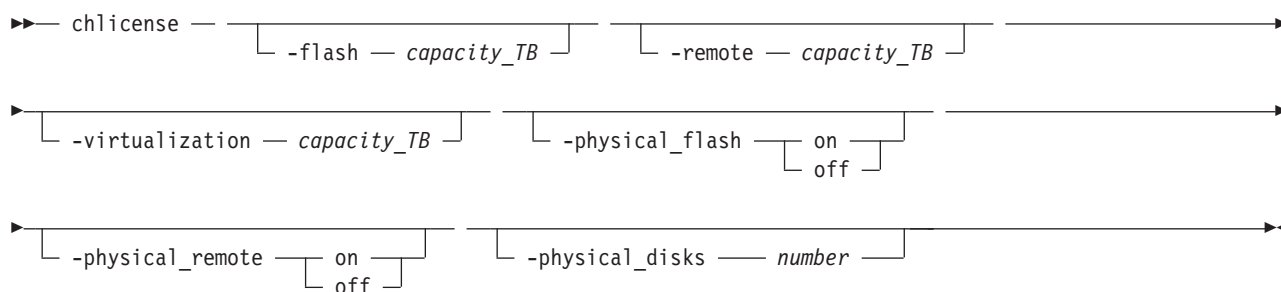 chlicense
-flash capacity_TB -remote capacity_TB
-virtualization capacity_TB -physical_flash on
off
-physical_remote on -physical_disks number
off